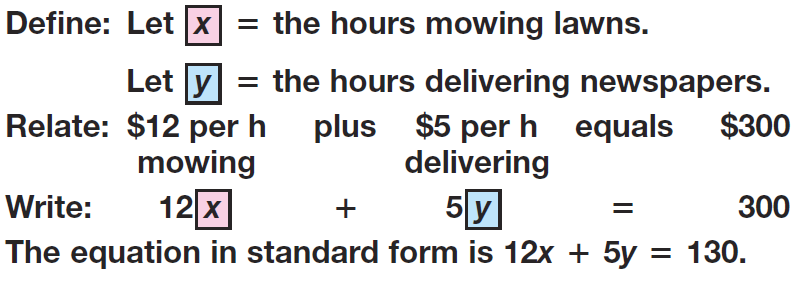 Define: Let x = the hours mowing lawns.
Let y = the hours delivering newspapers.
Relate: $12 per h plus $5 per h equals $300
mowing delivering
Write: 12x + 5y = 300
The equation in standard form is 12x + 5y = 130.